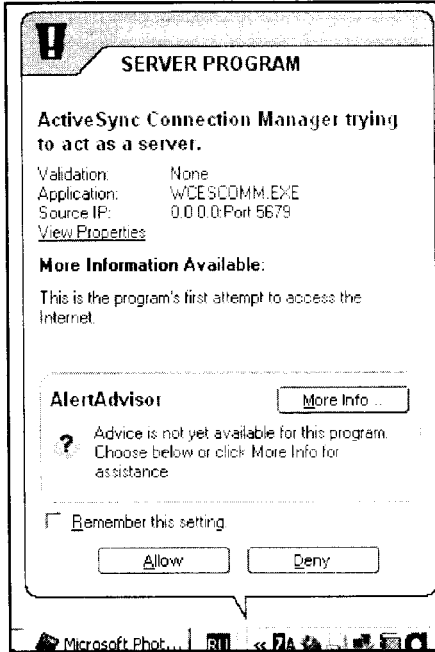 SERVER PROGRAM
ActiveSync Connection Manager trying
to act as a server.
Validation: None
Application: WCESCOMM.EXE
Source IP: 0.0.0.0:Port 5679
View Properties
More Information Available:
This is the program's first attempt to access the
Internet.
AlertAdvisor
More Info ...
Advice is not yet available for this program.
Choose below or click More Info for
assistance
Remember this setting.
Allow Deny
Microsoft Phot... RU « ZA